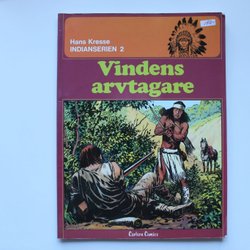 Hans Kresse
INDIANSERIEN 2
Vindens
arvtagare
Carlsen Comics